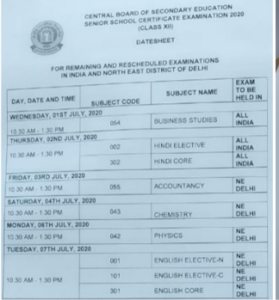 CENTRAL BOARD OF SECONDARY EDUCATION
SENIOR SCHOOL CERTIFICATE EXAMINATION 2020
(CLASS XII)
DATESHEET
FOR REMAINING AND RESCHEDULED EXAMINATIONS
IN INDIA AND NORTH EAST DISTRICT OF DELHI
DAY, DATE AND TIME SUBJECT CODE SUBJECT NAME EXAM TO BE HELD IN
WEDNESDAY, 01ST JULY, 2020
10.30 AM - 1.30 PM 054 BUSINESS STUDIES ALL INDIA
THURSDAY, 02ND JULY, 2020
10.30 AM - 1.30 PM 002 HINDI ELECTIVE ALL INDIA
302 HINDI CORE ALL INDIA
FRIDAY, 03RD JULY, 2020
10.30 AM - 1.30 PM 055 ACCOUNTANCY NE DELHI
SATURDAY, 04TH JULY, 2020
10.30 AM - 1.30 PM 043 CHEMISTRY NE DELHI
MONDAY, 06TH JULY, 2020
10.30 AM - 1.30 PM 042 PHYSICS NE DELHI
TUESDAY, 07TH JULY, 2020
10.30 AM - 1.30 PM 001 ENGLISH ELECTIVE-N NE DELHI
101 ENGLISH ELECTIVE-C NE DELHI
301 ENGLISH CORE NE DELHI